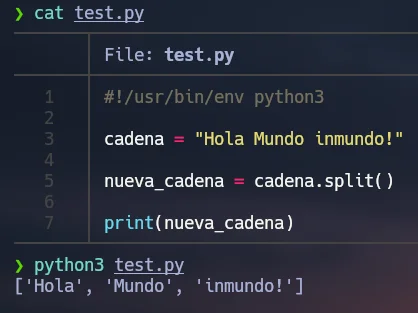 ❯ cat test.py
File: test.py
1 #!/usr/bin/env python3
2
3 cadena = "Hola Mundo inmundo!"
4
5 nueva_cadena = cadena.split()
6
7 print(nueva_cadena)
❯ python3 test.py
['Hola', 'Mundo', 'inmundo!']